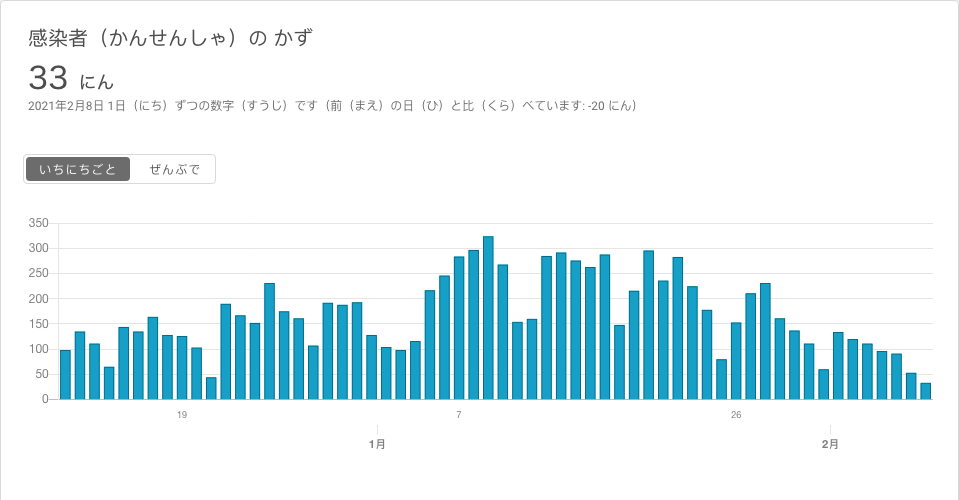 感染者（かんせんしゃ）の かず
33 にん
2021年2月8日 1日（にち）ずつの数字（すうじ）です（前（まえ）の日（ひ）と比（くら）べています: -20 にん）
いちにちごと ぜんぶで
350
300
250
200
150
100
50
0
19 7 26
1月 2月